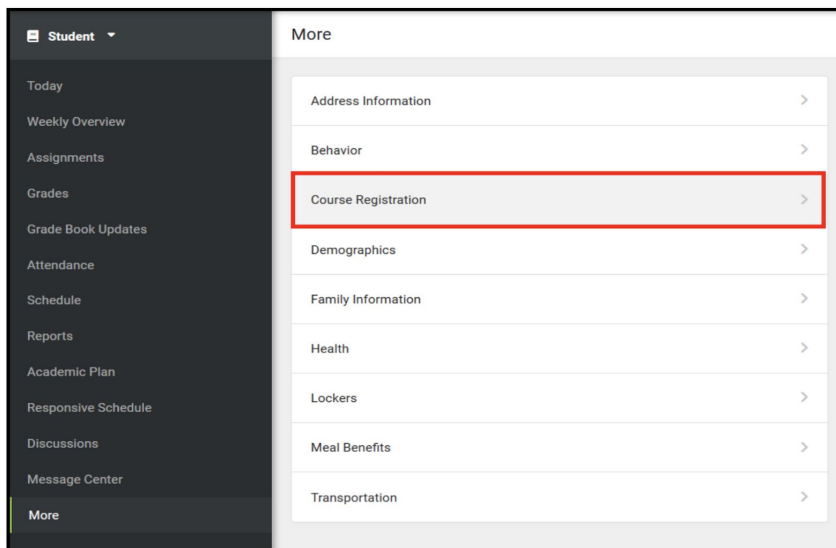 Student
Today
Weekly Overview
Assignments
Grades
Grade Book Updates
Attendance
Schedule
Reports
Academic Plan
Responsive Schedule
Discussions
Message Center
More
More
Address Information
Behavior
Course Registration
Demographics
Family Information
Health
Lockers
Meal Benefits
Transportation